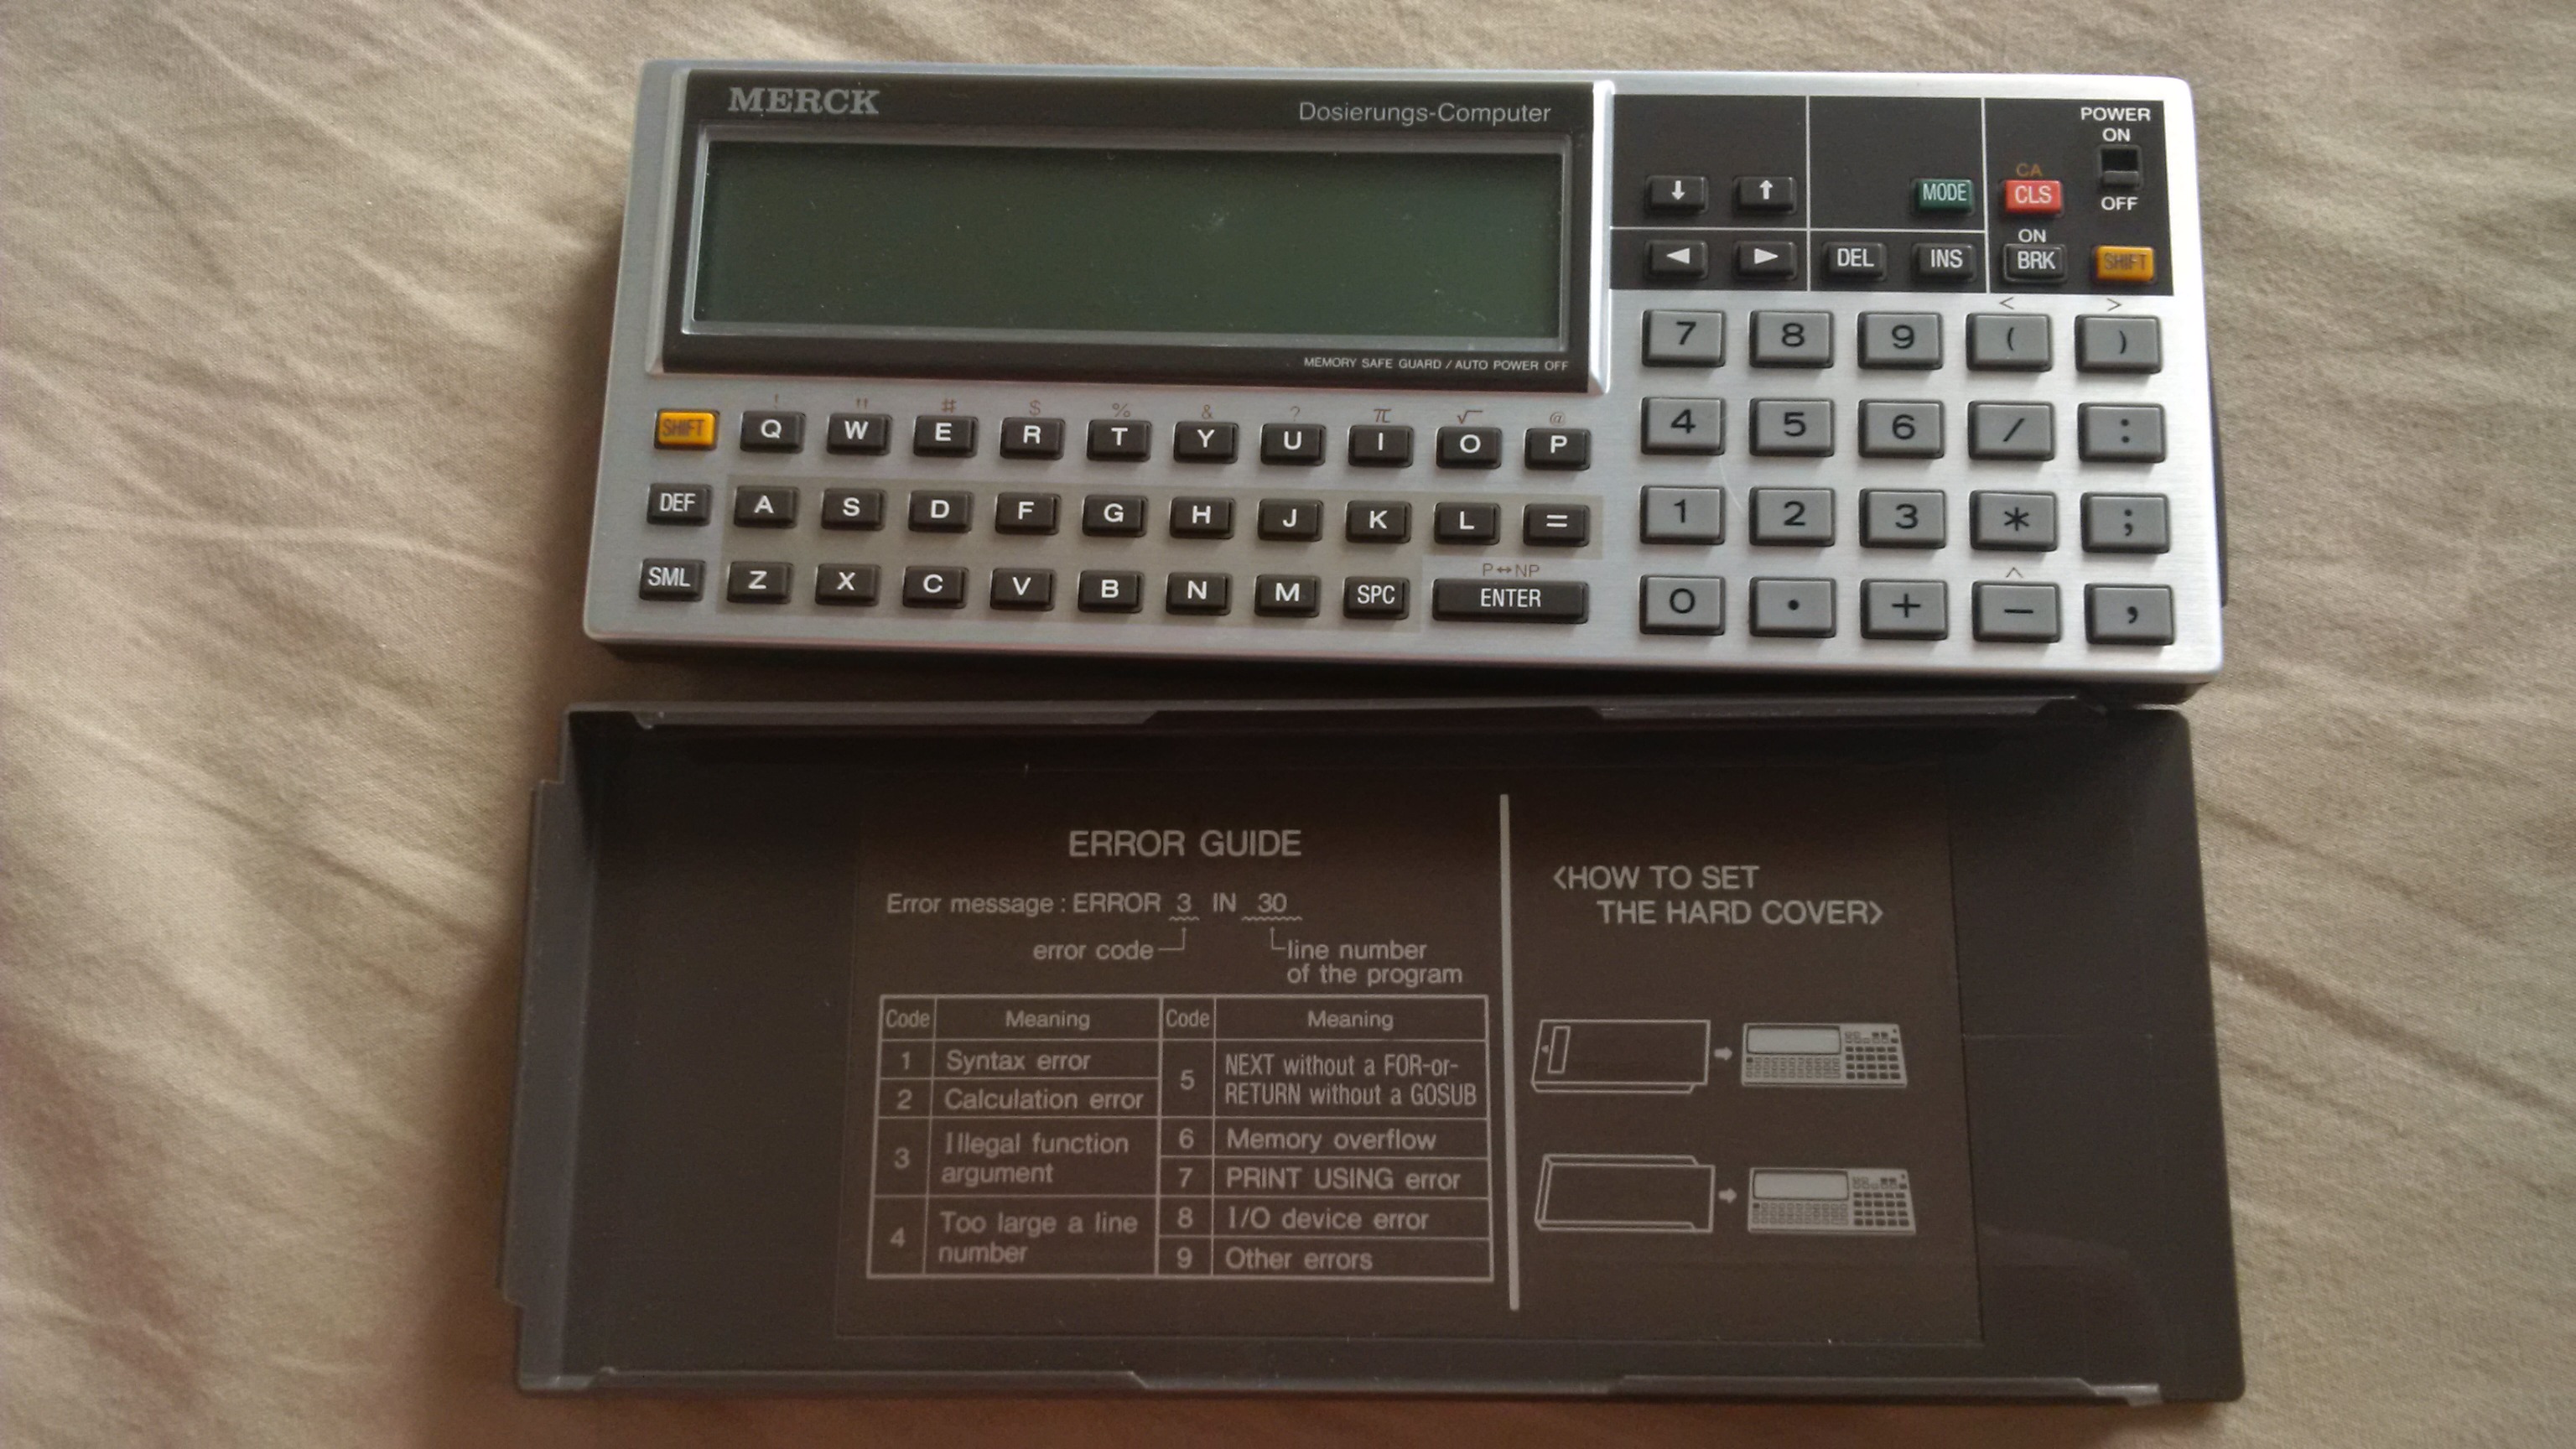 MERCK Dosierungs-Computer
MEMORY SAFE GUARD / AUTO POWER OFF
POWER
ON
OFF
↓ ↑ MODE CA CLS
ON
◀ ▶ DEL INS BRK SHIFT
< >
7 8 9 ( )
4 5 6 / :
1 2 3 * ;
^
0 . + - ,
! " # $ % & ? π √ @
SHIFT Q W E R T Y U I O P
DEF A S D F G H J K L =
P↔NP
SML Z X C V B N M SPC ENTER
ERROR GUIDE
Error message : ERROR 3 IN 30
error code line number
of the program
Code Meaning Code Meaning
1 Syntax error
2 Calculation error
3 Illegal function
argument
4 Too large a line
number
5 NEXT without a FOR-or-
RETURN without a GOSUB
6 Memory overflow
7 PRINT USING error
8 I/O device error
9 Other errors
<HOW TO SET
THE HARD COVER>